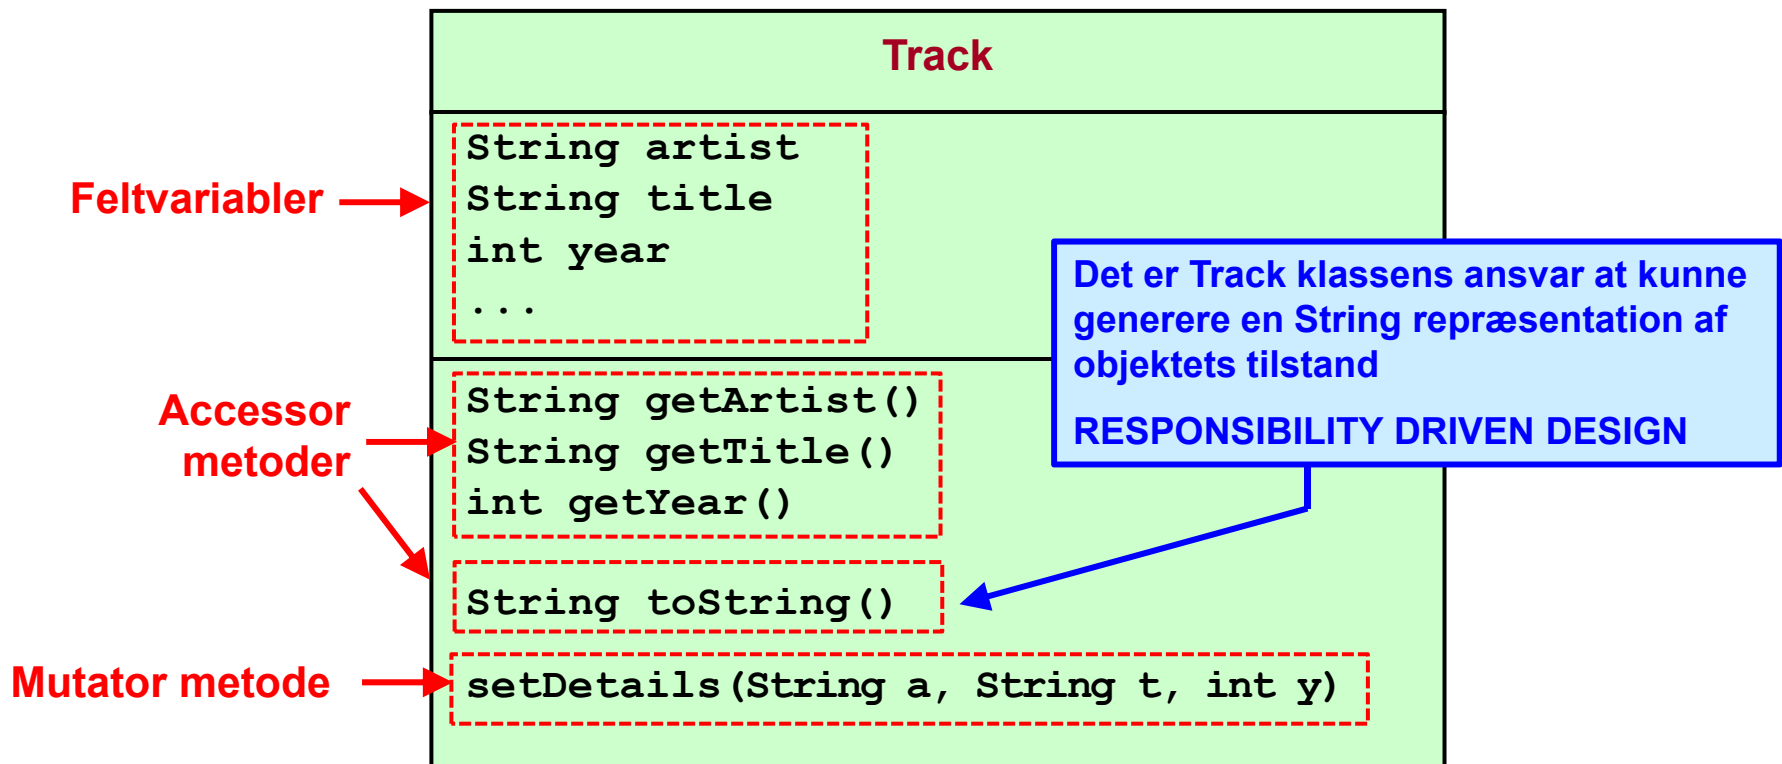 Track
Feltvariabler
String artist
String title
int year
...
Det er Track klassens ansvar at kunne
generere en String repræsentation af
objektets tilstand
RESPONSIBILITY DRIVEN DESIGN
Accessor
metoder
String getArtist()
String getTitle()
int getYear()
String toString()
Mutator metode
setDetails(String a, String t, int y)